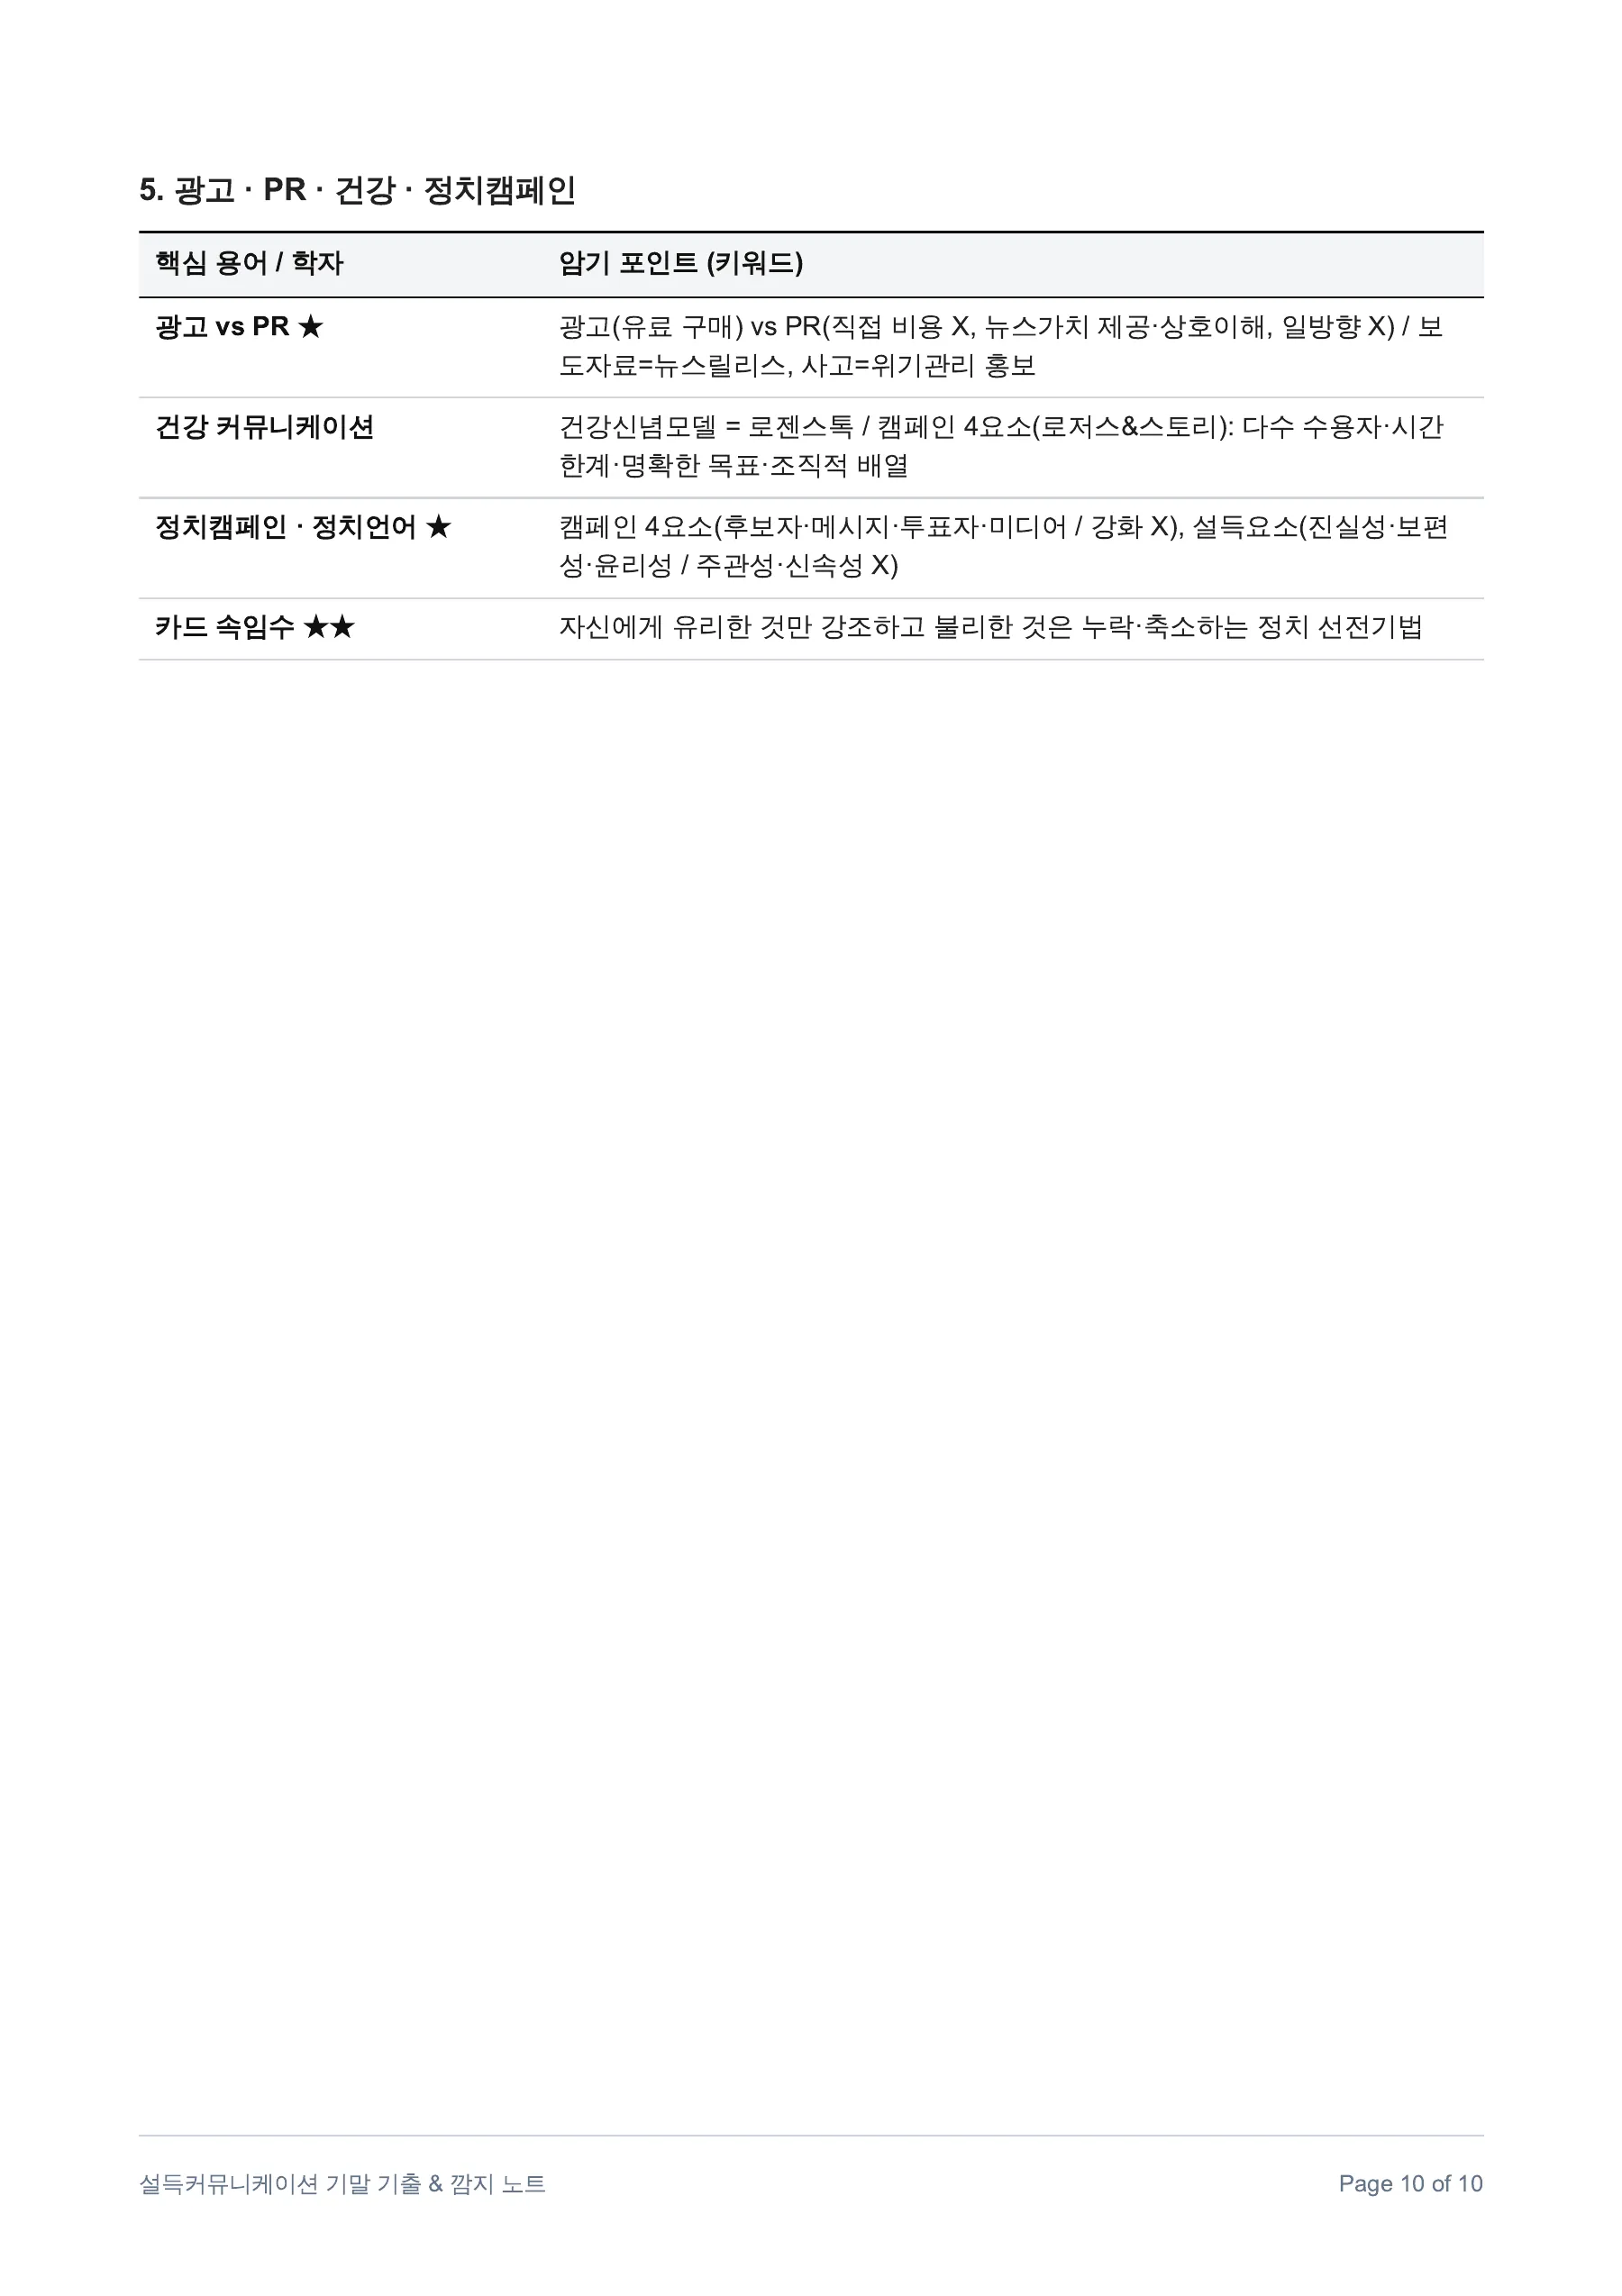 5. 광고 · PR · 건강 · 정치캠페인
핵심 용어 / 학자
암기 포인트 (키워드)
광고 vs PR ★
광고(유료 구매) vs PR(직접 비용 X, 뉴스가치 제공·상호이해, 일방향 X) / 보
도자료=뉴스릴리스, 사고=위기관리 홍보
건강 커뮤니케이션
건강신념모델 = 로젠스톡 / 캠페인 4요소(로저스&스토리): 다수 수용자·시간
한계·명확한 목표·조직적 배열
정치캠페인 · 정치언어 ★
캠페인 4요소(후보자·메시지·투표자·미디어 / 강화 X), 설득요소(진실성·보편
성·윤리성 / 주관성·신속성 X)
카드 속임수 ★★
자신에게 유리한 것만 강조하고 불리한 것은 누락·축소하는 정치 선전기법
설득커뮤니케이션 기말 기출 & 깜지 노트
Page 10 of 10